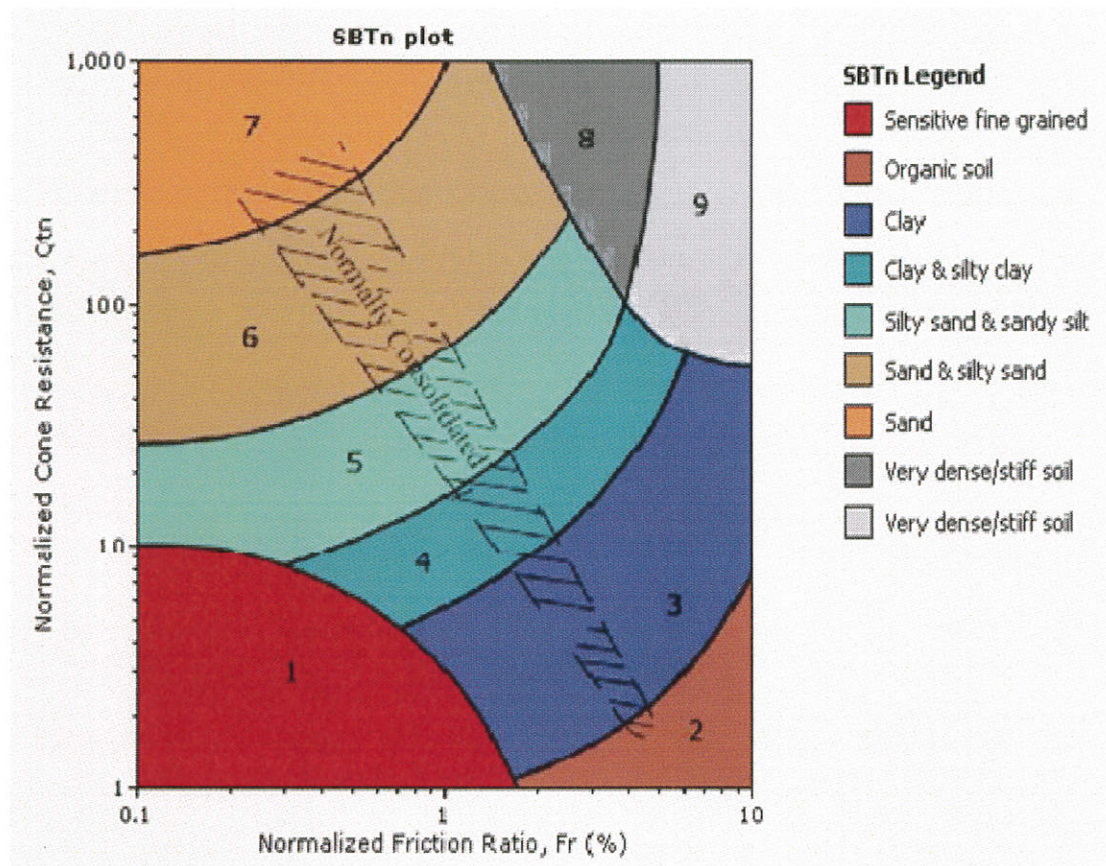 SBTn plot
1,000
100
10
1
0.1
1
10
Normalized Cone Resistance, Qtn
Normalized Friction Ratio, Fr (%)
7
8
9
6
5
4
3
1
2
Normally Consolidated
SBTn Legend
Sensitive fine grained
Organic soil
Clay
Clay & silty clay
Silty sand & sandy silt
Sand & silty sand
Sand
Very dense/stiff soil
Very dense/stiff soil